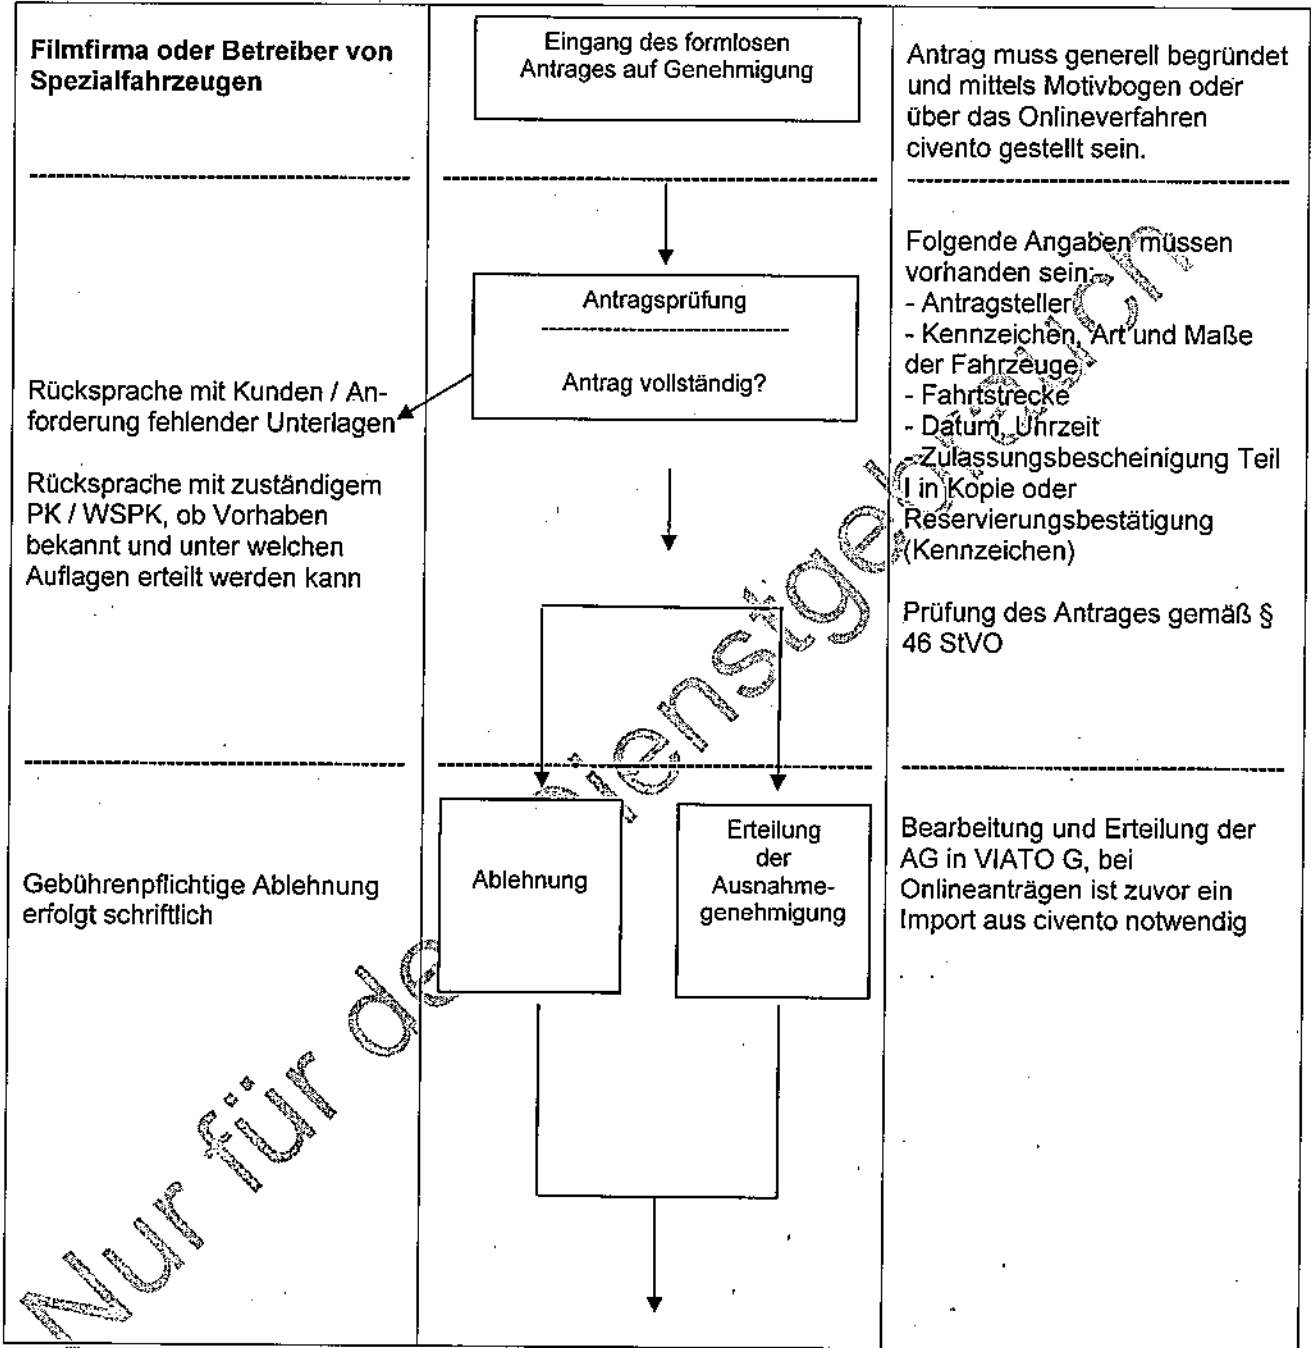 Filmfirma oder Betreiber von
Spezialfahrzeugen
Eingang des formlosen
Antrages auf Genehmigung
Antrag muss generell begründet
und mittels Motivbogen oder
über das Onlineverfahren
civento gestellt sein.
Antragsprüfung
Antrag vollständig?
Rücksprache mit Kunden / An-
forderung fehlender Unterlagen
Rücksprache mit zuständigem
PK / WSPK, ob Vorhaben
bekannt und unter welchen
Auflagen erteilt werden kann
Folgende Angaben müssen
vorhanden sein:
- Antragsteller
- Kennzeichen, Art und Maße
der Fahrzeuge
- Fahrtstrecke
- Datum, Uhrzeit
- Zulassungsbescheinigung Teil
I in Kopie oder
Reservierungsbestätigung
(Kennzeichen)
Prüfung des Antrages gemäß §
46 StVO
Gebührenpflichtige Ablehnung
erfolgt schriftlich
Ablehnung
Erteilung
der
Ausnahme-
genehmigung
Bearbeitung und Erteilung der
AG in VIATO G, bei
Onlineanträgen ist zuvor ein
Import aus civento notwendig
Nur für de ienstgebrauch